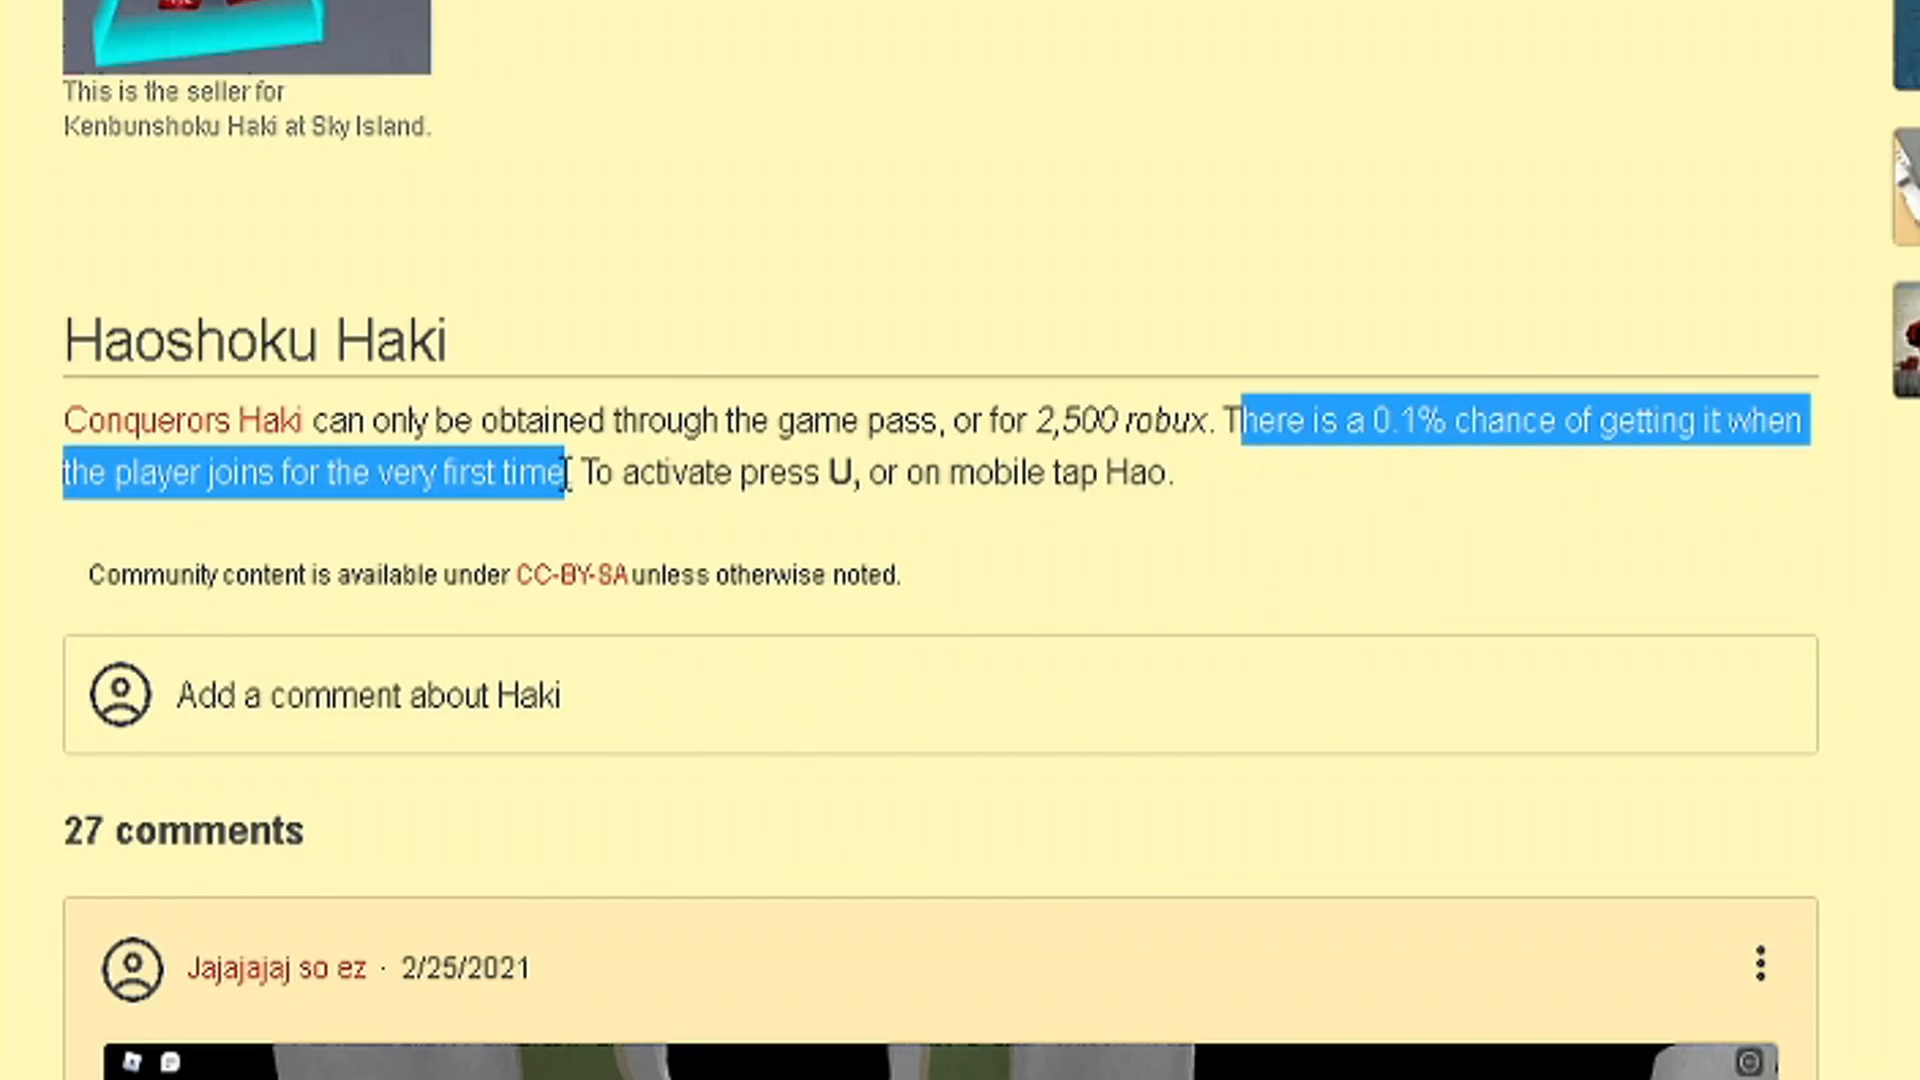 This is the seller for
Kenbunshoku Haki at Sky Island.
Haoshoku Haki
Conquerors Haki can only be obtained through the game pass, or for 2,500 robux. There is a 0.1% chance of getting it when
the player joins for the very first time. To activate press U, or on mobile tap Hao.
Community content is available under CC-BY-SA unless otherwise noted.
Add a comment about Haki
27 comments
Jajajajaj so ez · 2/25/2021